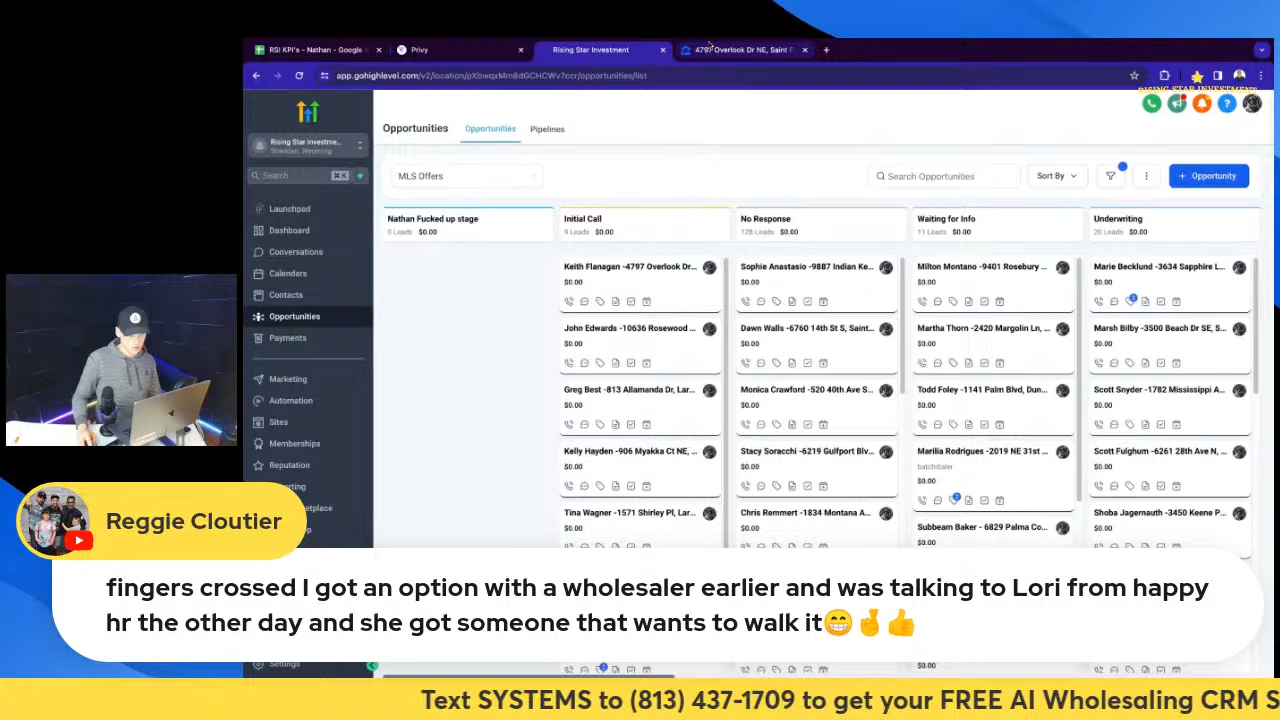 RSI KPI's - Nathan - Google S
Privy
Rising Star Investment
4797 Overlook Dr NE, Saint P
app.gohighlevel.com/v2/location/pXbwqxMm8dGCHCWv7ccr/opportunities/list
RISING STAR INVESTMENT
Rising Star Investme...
Sheridan, Wyoming
Search
⌘K
Launchpad
Dashboard
Conversations
Calendars
Contacts
Opportunities
Payments
Marketing
Automation
Sites
Memberships
Reputation
Settings
Opportunities
Opportunities
Pipelines
MLS Offers
Search Opportunities
Sort By
+ Opportunity
Nathan Fucked up stage
0 Leads $0.00
Initial Call
9 Leads $0.00
Keith Flanagan -4797 Overlook Dr...
$0.00
John Edwards -10636 Rosewood ...
$0.00
Greg Best -813 Allamanda Dr, Lar...
$0.00
Kelly Hayden -906 Myakka Ct NE, ...
$0.00
Tina Wagner -1571 Shirley Pl, Lar...
$0.00
2
No Response
128 Leads $0.00
Sophie Anastasio -9887 Indian Ke...
$0.00
Dawn Walls -6760 14th St S, Saint...
$0.00
Monica Crawford -520 40th Ave S...
$0.00
Stacy Soracchi -6219 Gulfport Blv...
$0.00
Chris Remmert -1834 Montana A...
$0.00
Waiting for Info
11 Leads $0.00
Milton Montano -9401 Rosebury ...
$0.00
Martha Thorn -2420 Margolin Ln, ...
$0.00
Todd Foley -1141 Palm Blvd, Dun...
$0.00
Marilia Rodrigues -2019 NE 31st ...
batchdialer
$0.00
2
Subbeam Baker - 6829 Palma Co...
$0.00
$0.00
Underwriting
20 Leads $0.00
Marie Becklund -3634 Sapphire L...
$0.00
Marsh Bilby -3500 Beach Dr SE, S...
$0.00
Scott Snyder -1782 Mississippi A...
$0.00
Scott Fulghum -6261 28th Ave N, ...
$0.00
Shoba Jagernauth -3450 Keene P...
$0.00
Reggie Cloutier
fingers crossed I got an option with a wholesaler earlier and was talking to Lori from happy
hr the other day and she got someone that wants to walk it😁🤞👍
Text SYSTEMS to (813) 437-1709 to get your FREE AI Wholesaling CRM S